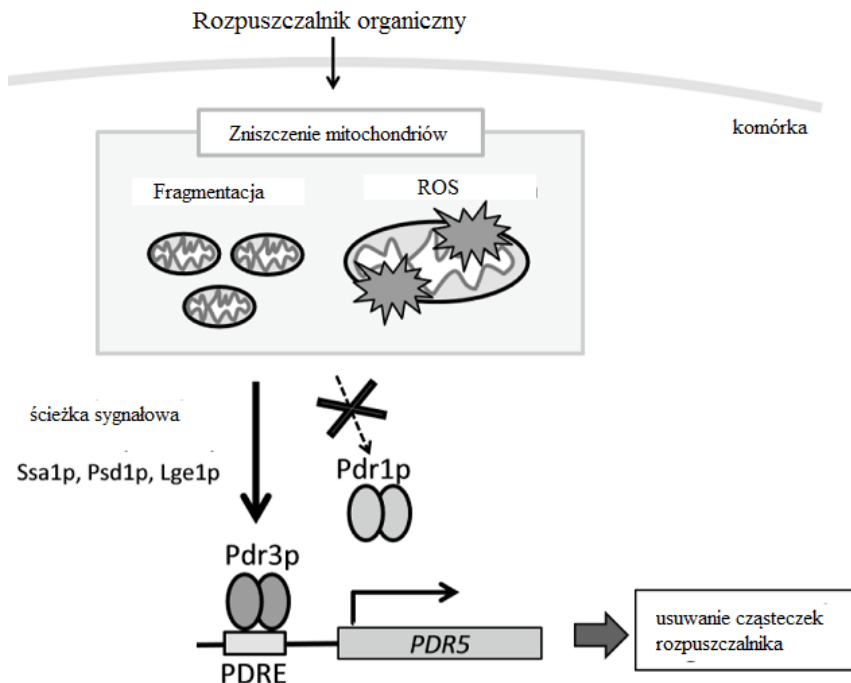 Rozpuszczalnik organiczny
komórka
Zniszczenie mitochondriów
Fragmentacja
ROS
ścieżka sygnałowa
Ssa1p, Psd1p, Lge1p
Pdr1p
Pdr3p
PDRE
PDR5
usuwanie cząsteczek
rozpuszczalnika